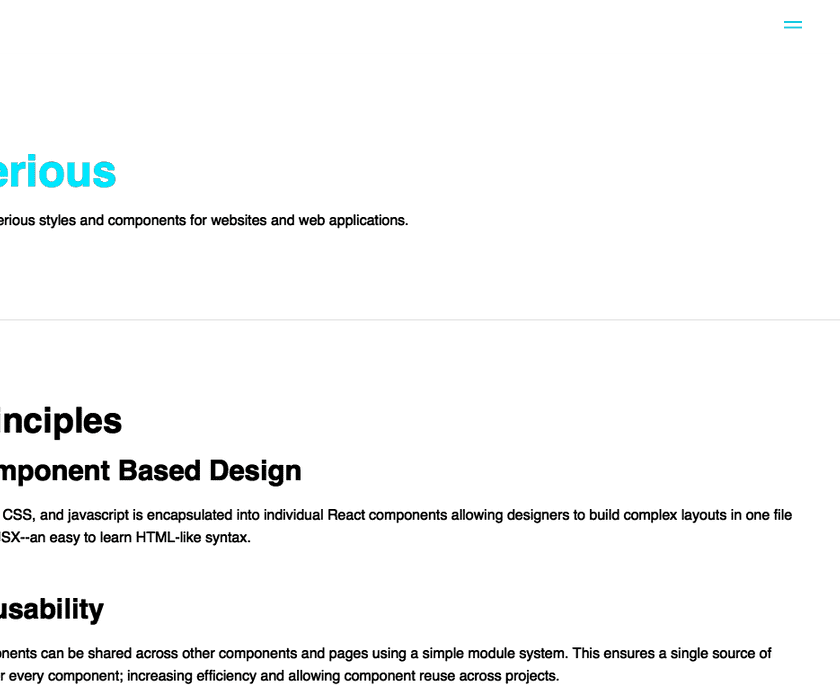 erious
erious styles and components for websites and web applications.
inciples
mponent Based Design
CSS, and javascript is encapsulated into individual React components allowing designers to build complex layouts in one file
JSX--an easy to learn HTML-like syntax.
usability
onents can be shared across other components and pages using a simple module system. This ensures a single source of
r every component; increasing efficiency and allowing component reuse across projects.